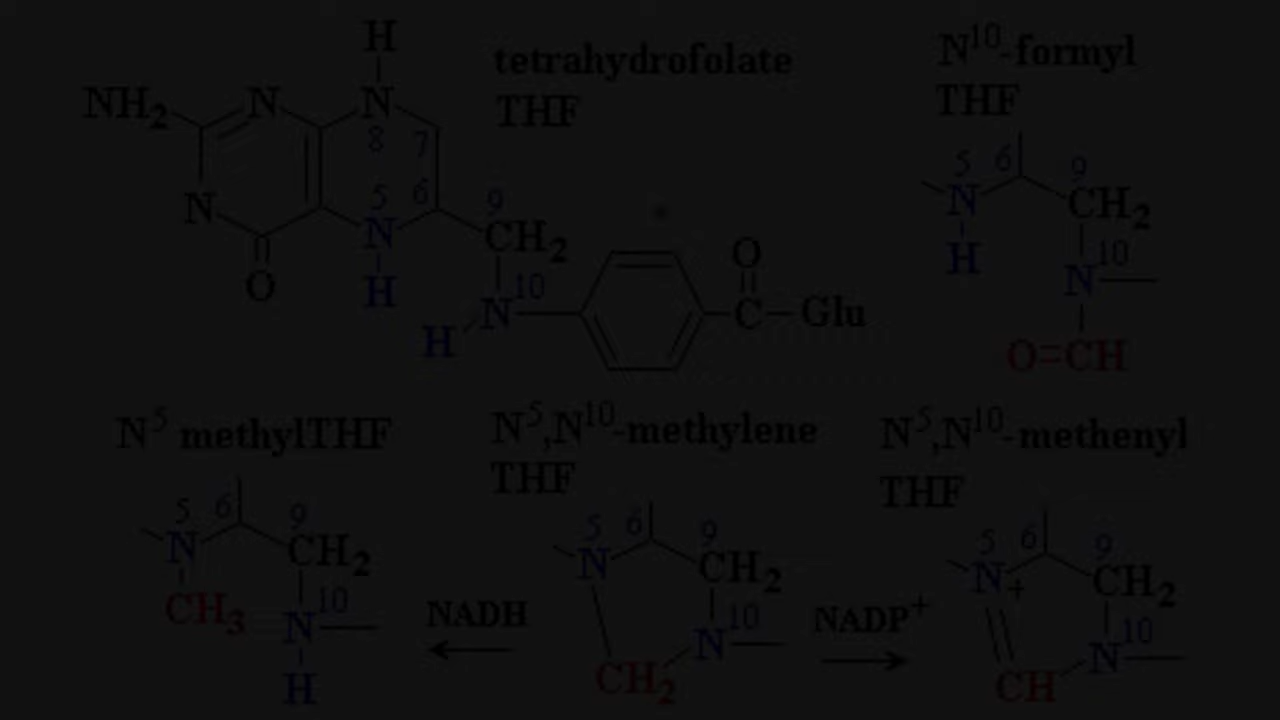 tetrahydrofolate
THF
H
NH2 N N
8 7
N 5 6 9
N CH2
O H 10
H N C Glu
O
N10-formyl
THF
5 6 9
N CH2
H 10
N
O=CH
N5 methylTHF
5 6 9
N CH2
CH3 10
N
H
NADH
N5,N10-methylene
THF
5 6 9
N CH2
10
N
CH2
NADP+
N5,N10-methenyl
THF
5 6 9
N+ CH2
10
N
CH